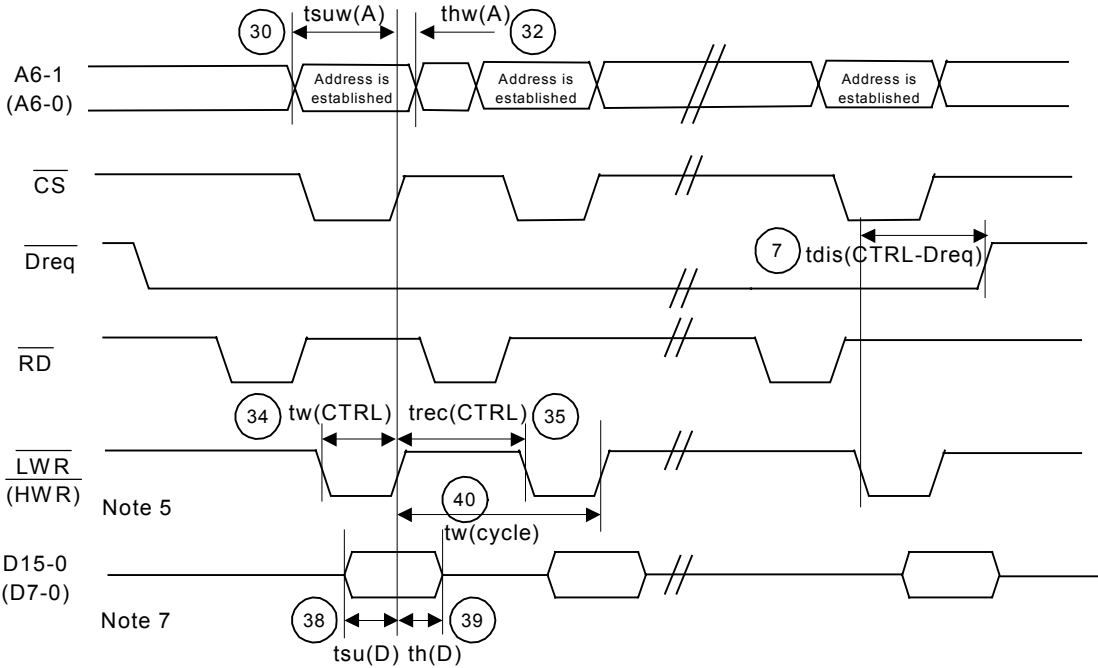 tsuw(A) thw(A)
30 32
A6-1
(A6-0)
Address is
established
Address is
established
Address is
established
CS
Dreq
7 tdis(CTRL-Dreq)
RD
34 tw(CTRL) trec(CTRL) 35
LWR
(HWR)
Note 5
40
tw(cycle)
D15-0
(D7-0)
Note 7
38 39
tsu(D) th(D)